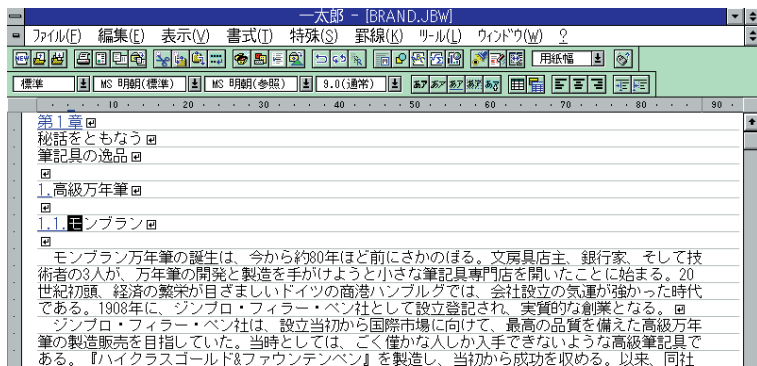 一太郎 - [BRAND.JBW]
ファイル(F) 編集(E) 表示(V) 書式(T) 特殊(S) 罫線(K) ツール(L) ウィンドウ(W) ?
用紙幅
標準 MS 明朝(標準) MS 明朝(参照) 9.0(通常)
10 20 30 40 50 60 70 80 90
第1章
秘話をともなう
筆記具の逸品
1.高級万年筆
1.1.モンブラン
モンブラン万年筆の誕生は、今から約80年ほど前にさかのぼる。文房具店主、銀行家、そして技
術者の3人が、万年筆の開発と製造を手がけようと小さな筆記具専門店を開いたことに始まる。20
世紀初頭、経済の繁栄が目ざましいドイツの商港ハンブルグでは、会社設立の気運が強かった時代
である。1908年に、ジンプロ・フィラー・ペン社として設立登記され、実質的な創業となる。
ジンプロ・フィラー・ペン社は、設立当初から国際市場に向けて、最高の品質を備えた高級万年
筆の製造販売を目指していた。当時としては、ごく僅かな人しか入手できないような高級筆記具で
ある。『ハイクラスゴールド&ファウンテンペン』を製造し、当初から成功を収める。以来、同社